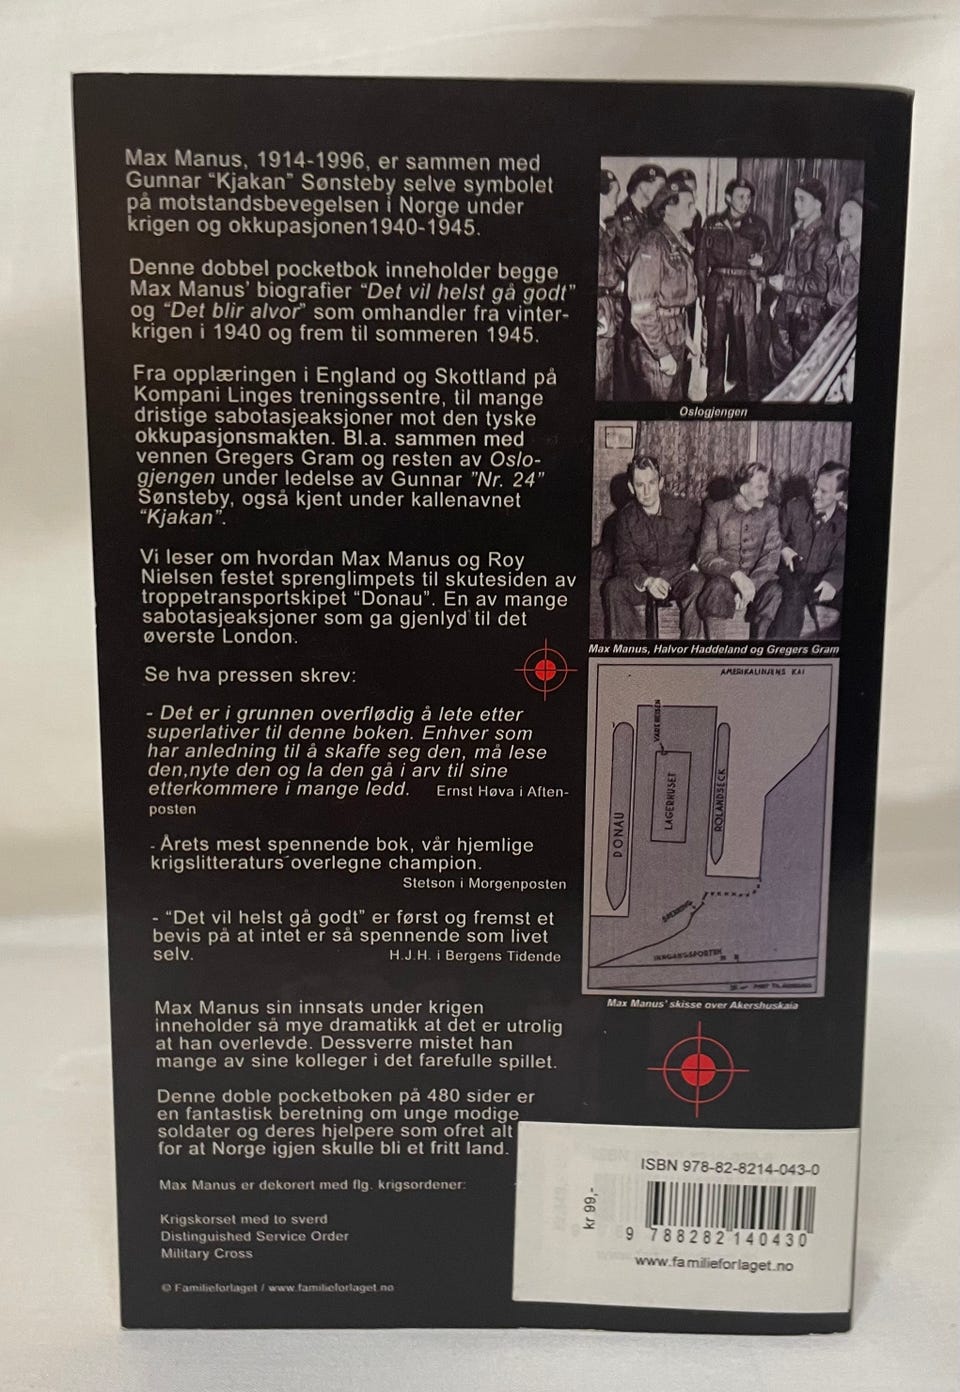 Max Manus, 1914-1996, er sammen med
Gunnar "Kjakan" Sønsteby selve symbolet
på motstandsbevegelsen i Norge under
krigen og okkupasjonen1940-1945.
Denne dobbel pocketbok inneholder begge
Max Manus' biografier "Det vil helst gå godt"
og "Det blir alvor" som omhandler fra vinter-
krigen i 1940 og frem til sommeren 1945.
Fra opplæringen i England og Skottland på
Kompani Linges treningssentre, til mange
dristige sabotasjeaksjoner mot den tyske
okkupasjonsmakten. Bl.a. sammen med
vennen Gregers Gram og resten av Oslo-
gjengen under ledelse av Gunnar "Nr. 24"
Sønsteby, også kjent under kallenavnet
"Kjakan".
Vi leser om hvordan Max Manus og Roy
Nielsen festet sprenglimpets til skutesiden av
troppetransportskipet "Donau". En av mange
sabotasjeaksjoner som ga gjenlyd til det
øverste London.
Se hva pressen skrev:
- Det er i grunnen overflødig å lete etter
superlativer til denne boken. Enhver som
har anledning til å skaffe seg den, må lese
den,nyte den og la den gå i arv til sine
etterkommere i mange ledd. Ernst Høva i Aften-
posten
- Årets mest spennende bok, vår hjemlige
krigslitteraturs overlegne champion.
Stetson i Morgenposten
- "Det vil helst gå godt" er først og fremst et
bevis på at intet er så spennende som livet
selv. H.J.H. i Bergens Tidende
Max Manus sin innsats under krigen
inneholder så mye dramatikk at det er utrolig
at han overlevde. Dessverre mistet han
mange av sine kolleger i det farefulle spillet.
Denne doble pocketboken på 480 sider er
en fantastisk beretning om unge modige
soldater og deres hjelpere som ofret alt
for at Norge igjen skulle bli et fritt land.
Max Manus er dekorert med flg. krigsordener:
Krigskorset med to sverd
Distinguished Service Order
Military Cross
© Familieforlaget / www.familieforlaget.no
Oslogjengen
Max Manus, Halvor Haddeland og Gregers Gram
AMERIKALINJENS KAI
VAREHEISEN
DONAU
LAGERHUSET
ROLANDSECK
SPERRING
INNGANGSPORTEN
Max Manus' skisse over Akershuskaia
ISBN 978-82-8214-043-0
kr 99,-
9 788282 140430
www.familieforlaget.no